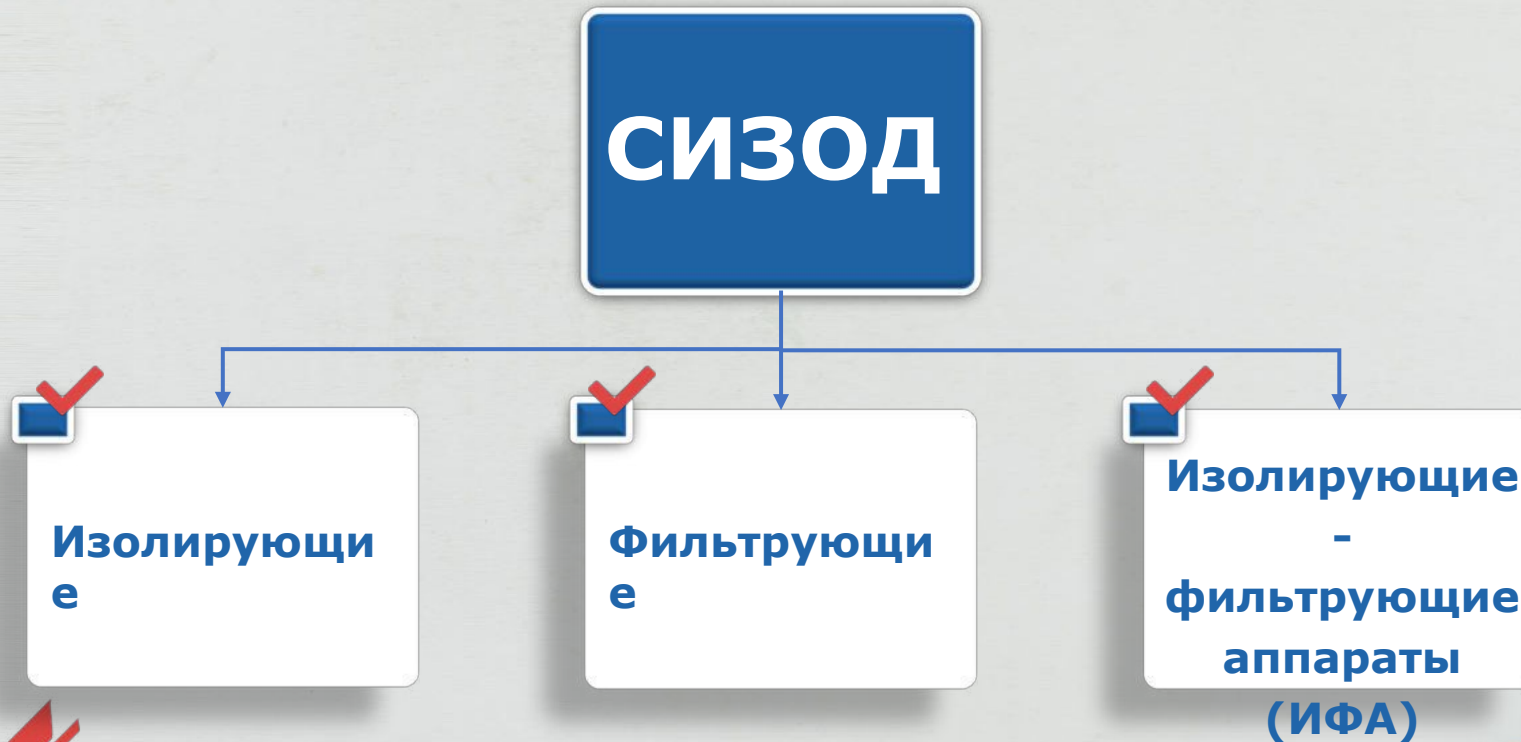 СИЗОД
Изолирующи
е
Фильтрующи
е
Изолирующие
-
фильтрующие
аппараты
(ИФА)